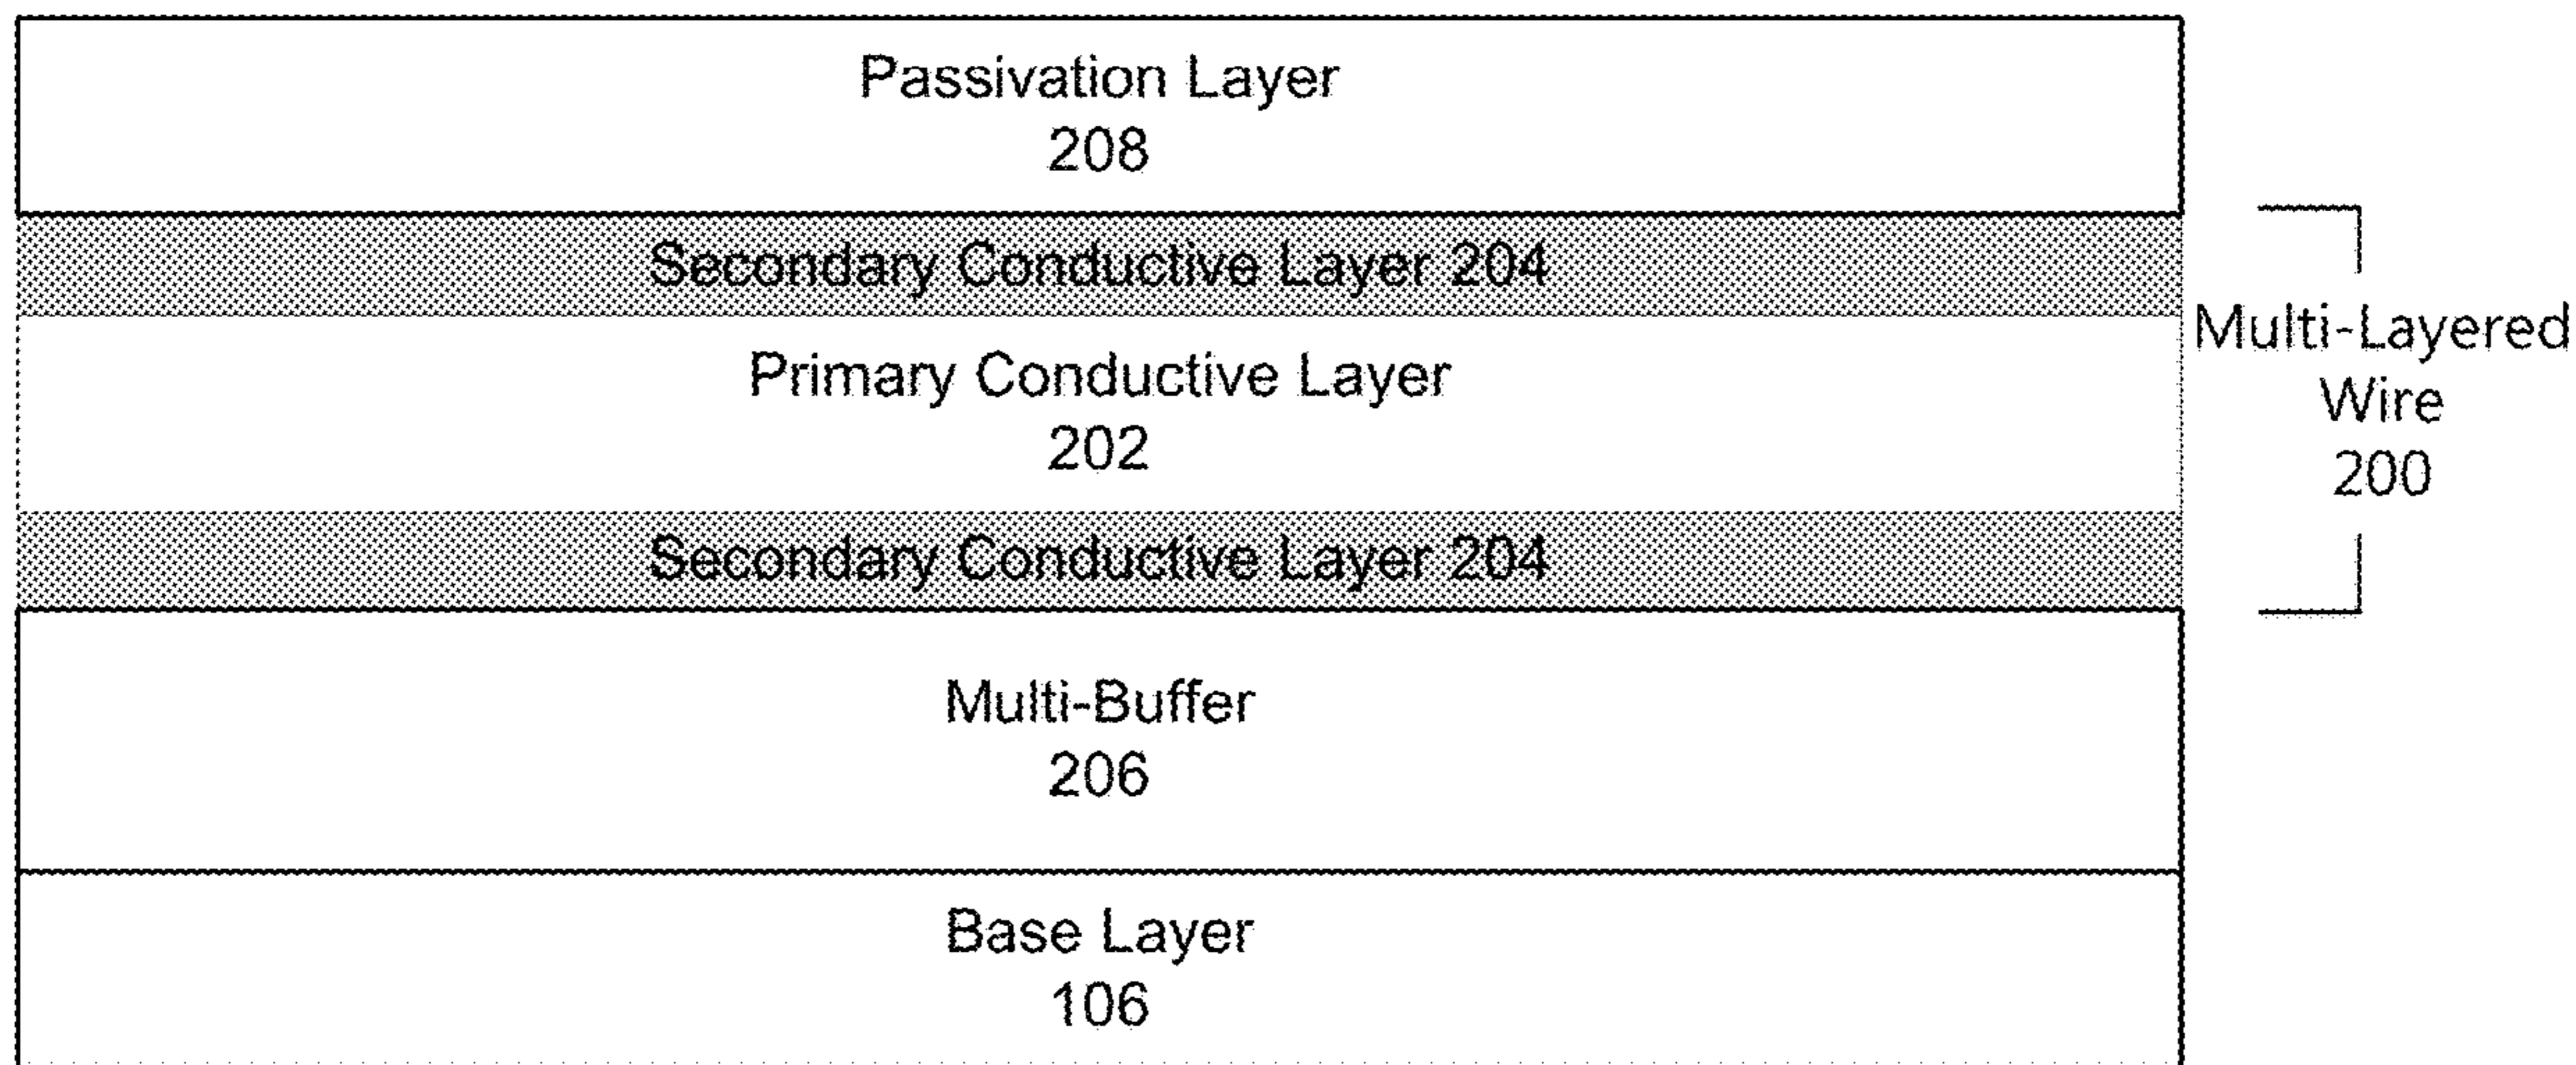 Passivation Layer
208
Secondary Conductive Layer 204
Primary Conductive Layer
202
Secondary Conductive Layer 204
Multi-Layered
Wire
200
Multi-Buffer
206
Base Layer
106